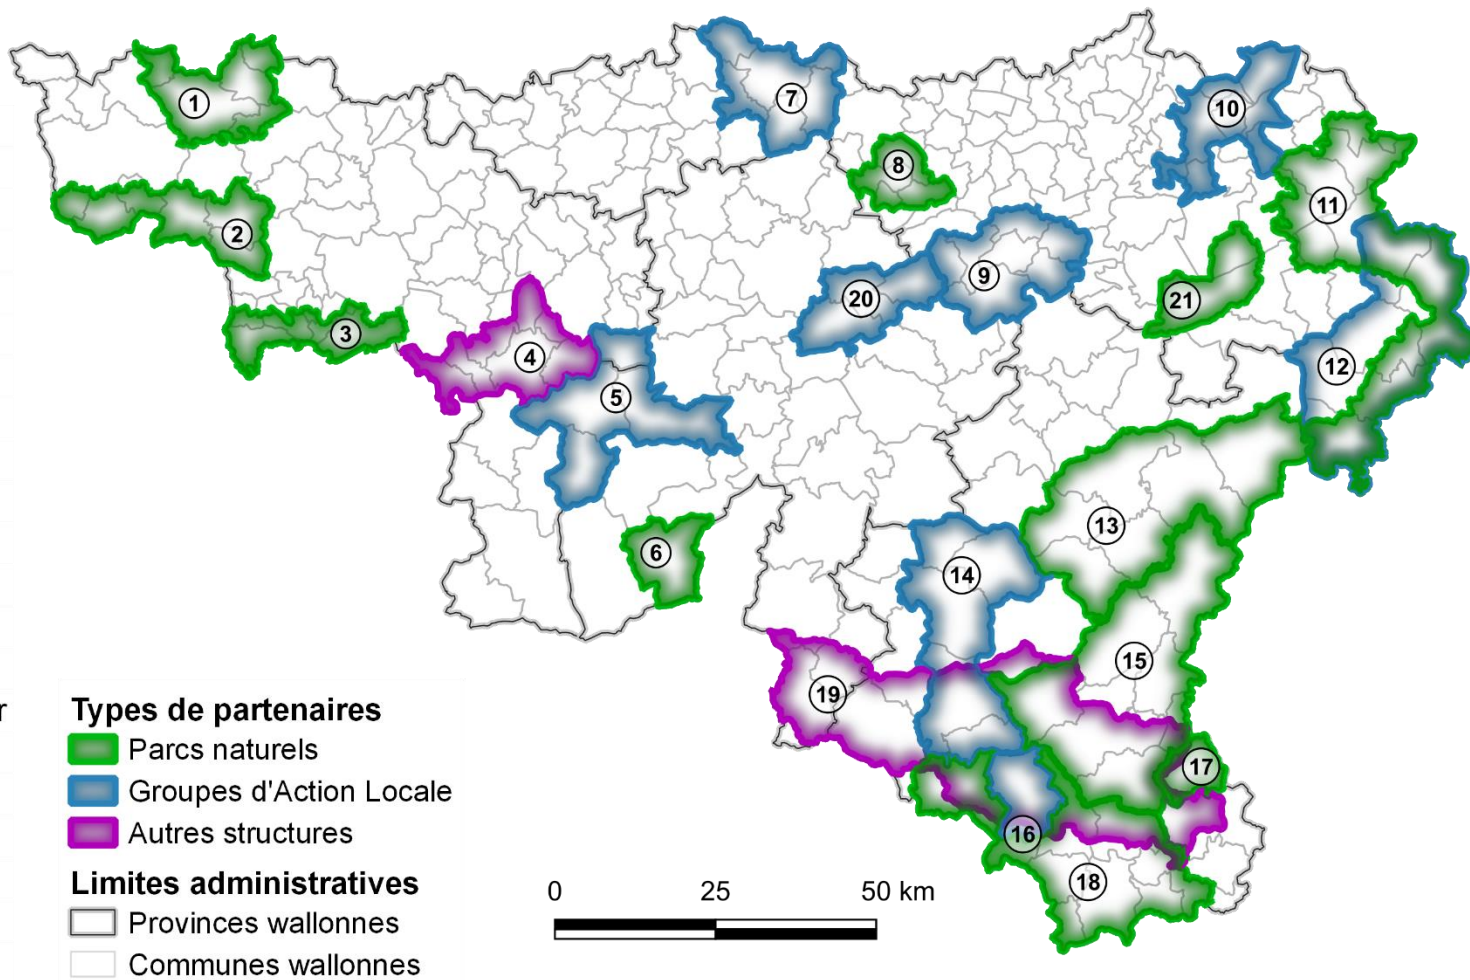 1
2
3
4
5
6
7
8
9
10
11
12
13
14
15
16
17
18
19
20
21
r
Types de partenaires
Parcs naturels
Groupes d'Action Locale
Autres structures
Limites administratives
Provinces wallonnes
Communes wallonnes
0 25 50 km